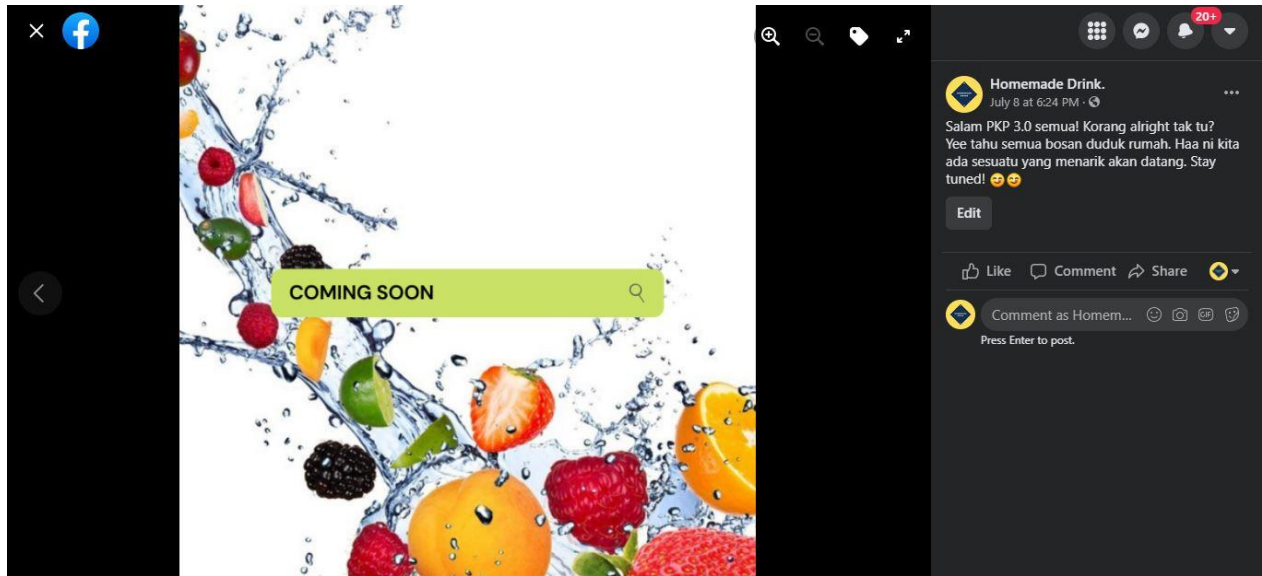 20+
Homemade Drink.
July 8 at 6:24 PM ·
Salam PKP 3.0 semua! Korang alright tak tu?
Yee tahu semua bosan duduk rumah. Haa ni kita
ada sesuatu yang menarik akan datang. Stay
tuned! 😋😋
Edit
COMING SOON
Like Comment Share
Comment as Homem... GIF
Press Enter to post.